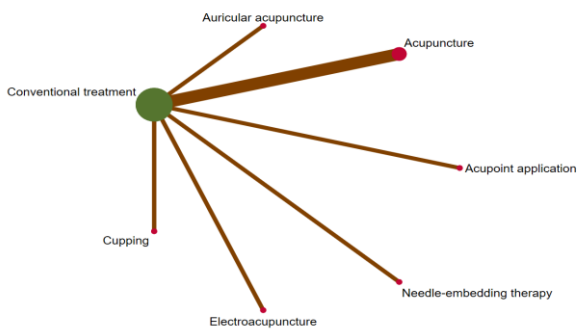 Auricular acupuncture
Acupuncture
Conventional treatment
Acupoint application
Cupping
Needle-embedding therapy
Electroacupuncture